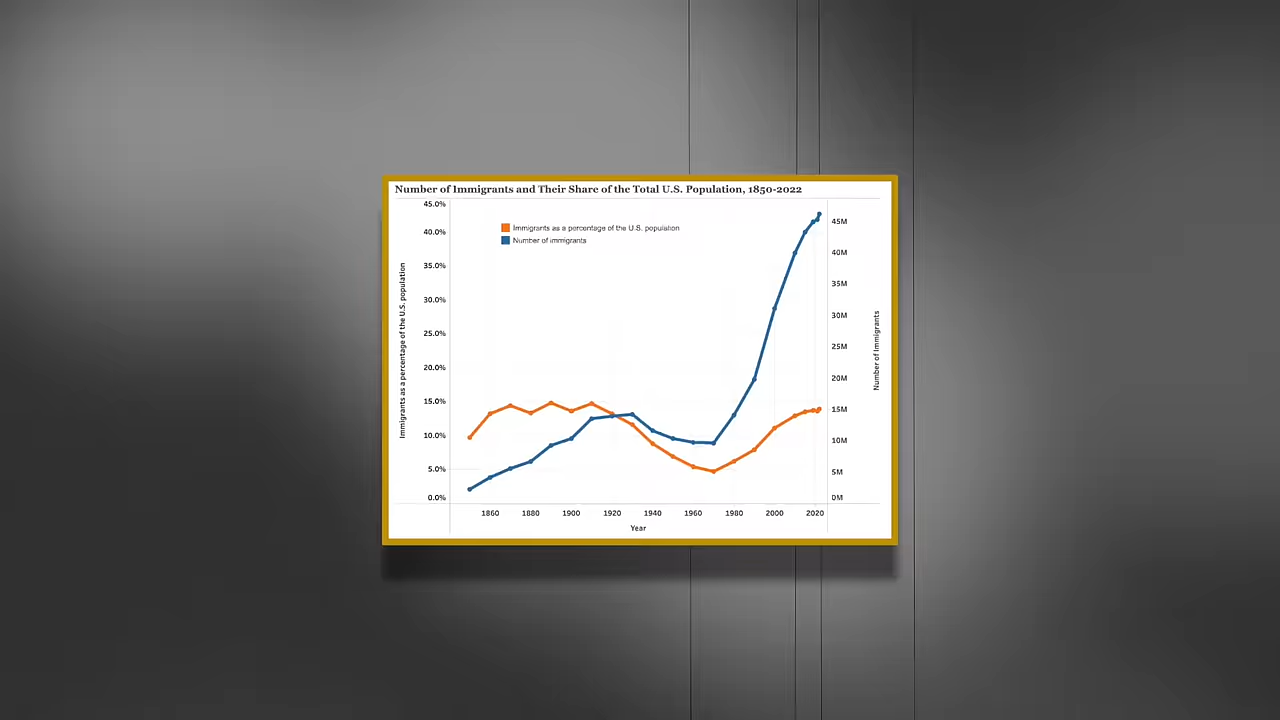 Number of Immigrants and Their Share of the Total U.S. Population, 1850-2022
Immigrants as a percentage of the U.S. population
Number of immigrants
45.0%
40.0%
35.0%
30.0%
25.0%
20.0%
15.0%
10.0%
5.0%
0.0%
Immigrants as a percentage of the U.S. population
45M
40M
35M
30M
25M
20M
15M
10M
5M
0M
Number of Immigrants
1860 1880 1900 1920 1940 1960 1980 2000 2020
Year